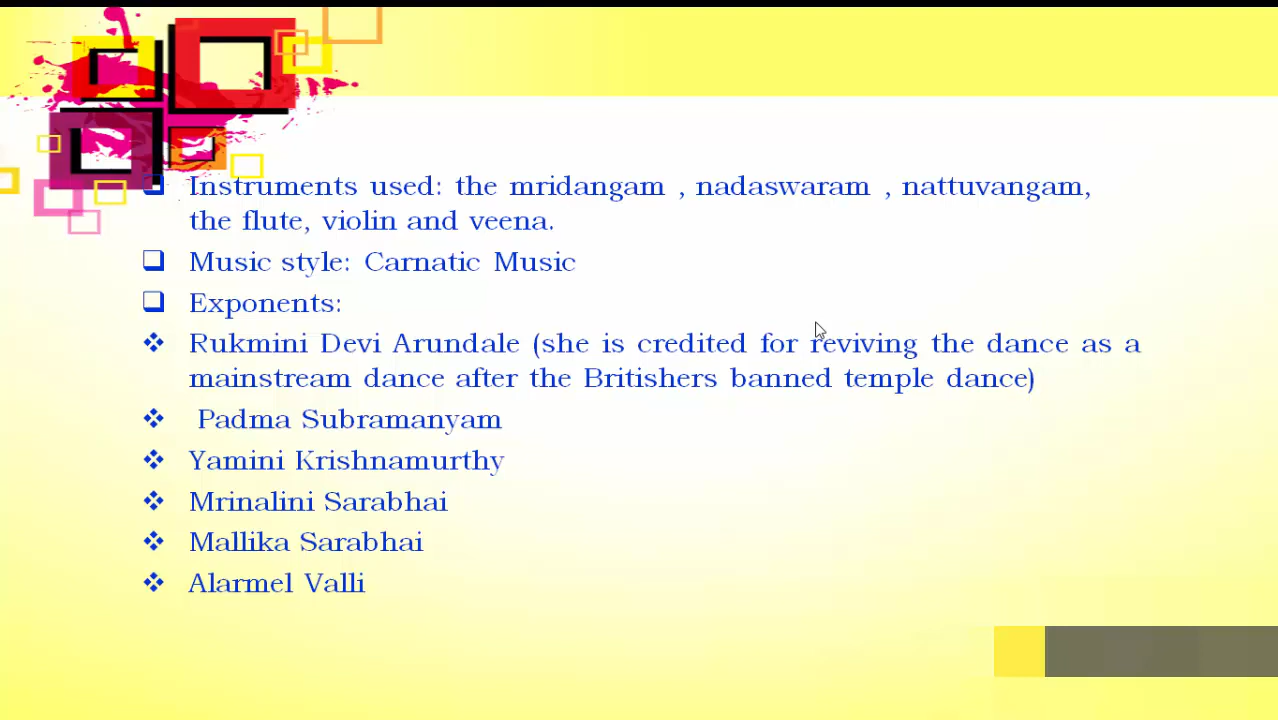 Instruments used: the mridangam , nadaswaram , nattuvangam,
the flute, violin and veena.
Music style: Carnatic Music
Exponents:
Rukmini Devi Arundale (she is credited for reviving the dance as a
mainstream dance after the Britishers banned temple dance)
Padma Subramanyam
Yamini Krishnamurthy
Mrinalini Sarabhai
Mallika Sarabhai
Alarmel Valli